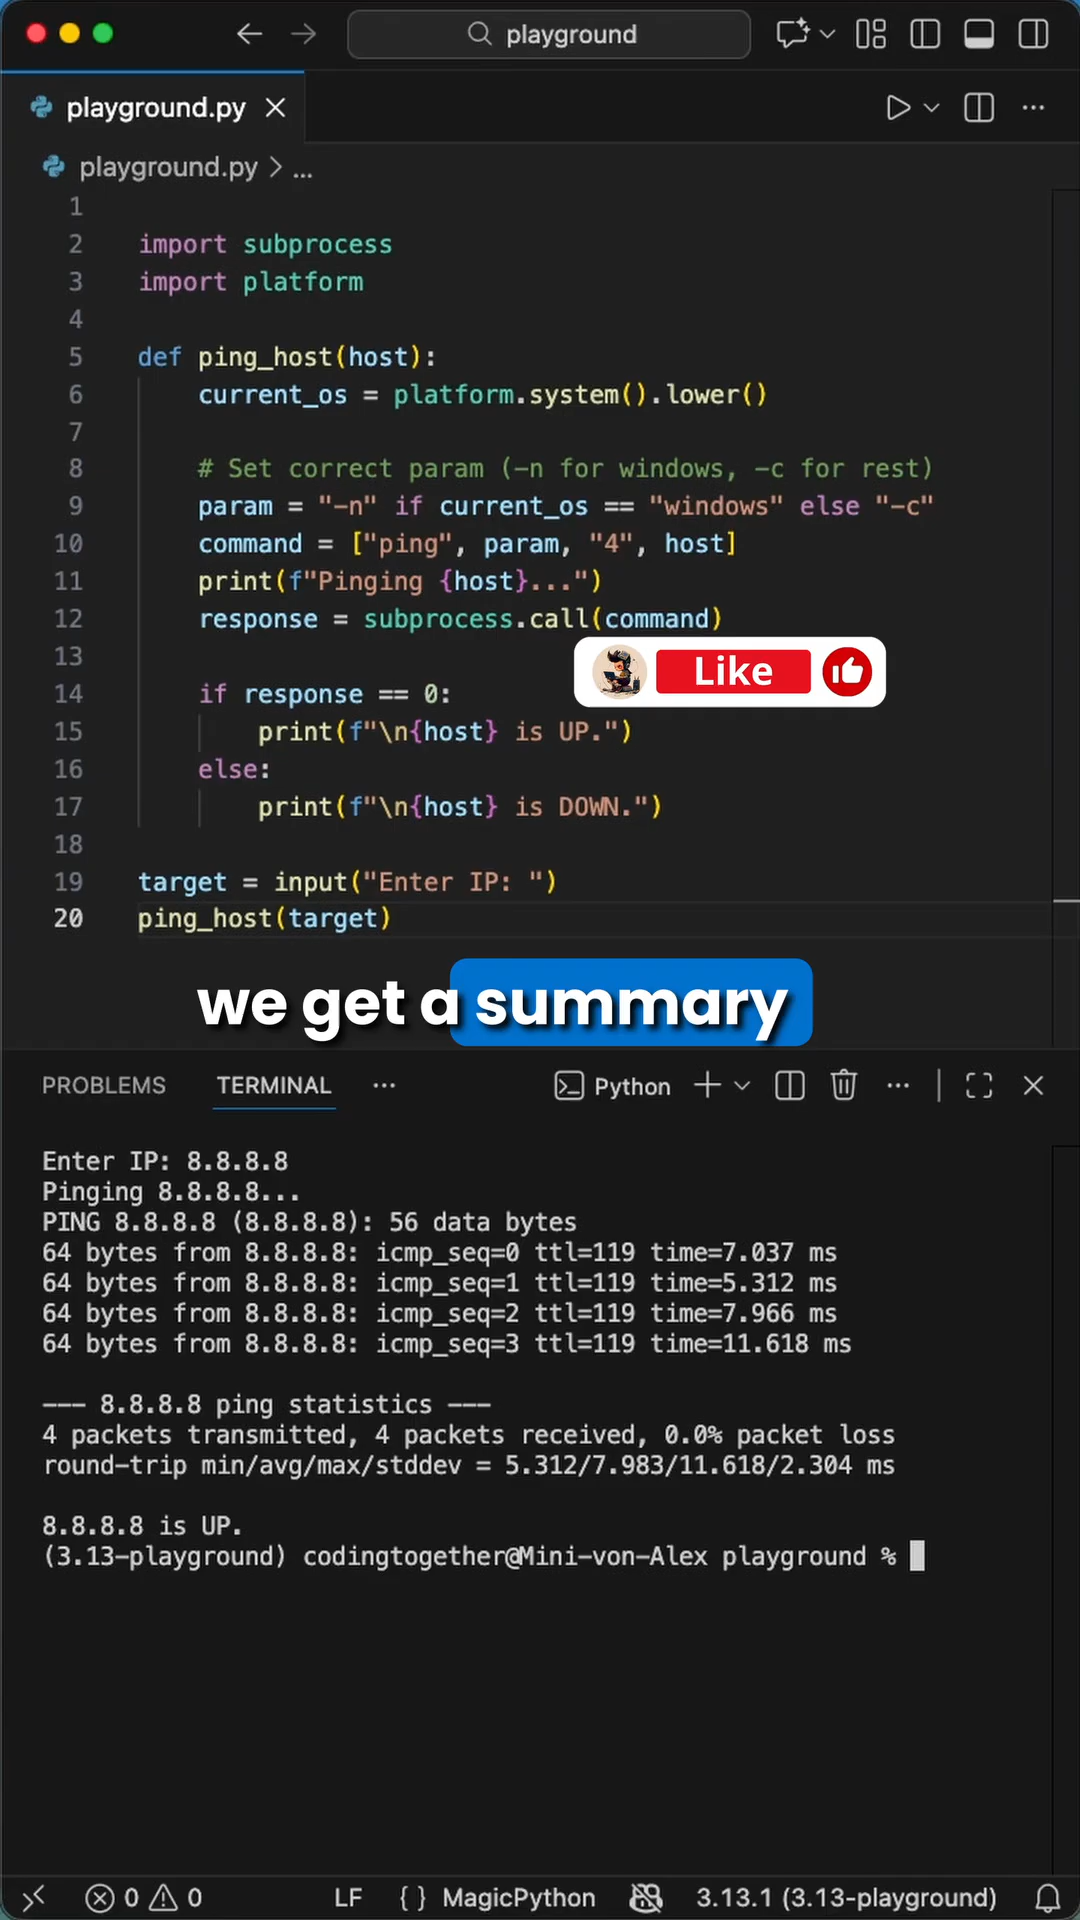 playground
playground.py
playground.py > ...
1
2 import subprocess
3 import platform
4
5 def ping_host(host):
6 current_os = platform.system().lower()
7
8 # Set correct param (-n for windows, -c for rest)
9 param = "-n" if current_os == "windows" else "-c"
10 command = ["ping", param, "4", host]
11 print(f"Pinging {host}...")
12 response = subprocess.call(command)
13
Like
14 if response == 0:
15 print(f"\n{host} is UP.")
16 else:
17 print(f"\n{host} is DOWN.")
18
19 target = input("Enter IP: ")
20 ping_host(target)
we get a summary
PROBLEMS TERMINAL ... Python
Enter IP: 8.8.8.8
Pinging 8.8.8.8...
PING 8.8.8.8 (8.8.8.8): 56 data bytes
64 bytes from 8.8.8.8: icmp_seq=0 ttl=119 time=7.037 ms
64 bytes from 8.8.8.8: icmp_seq=1 ttl=119 time=5.312 ms
64 bytes from 8.8.8.8: icmp_seq=2 ttl=119 time=7.966 ms
64 bytes from 8.8.8.8: icmp_seq=3 ttl=119 time=11.618 ms
--- 8.8.8.8 ping statistics ---
4 packets transmitted, 4 packets received, 0.0% packet loss
round-trip min/avg/max/stddev = 5.312/7.983/11.618/2.304 ms
8.8.8.8 is UP.
(3.13-playground) codingtogether@Mini-von-Alex playground %
0 0 LF { } MagicPython 3.13.1 (3.13-playground)